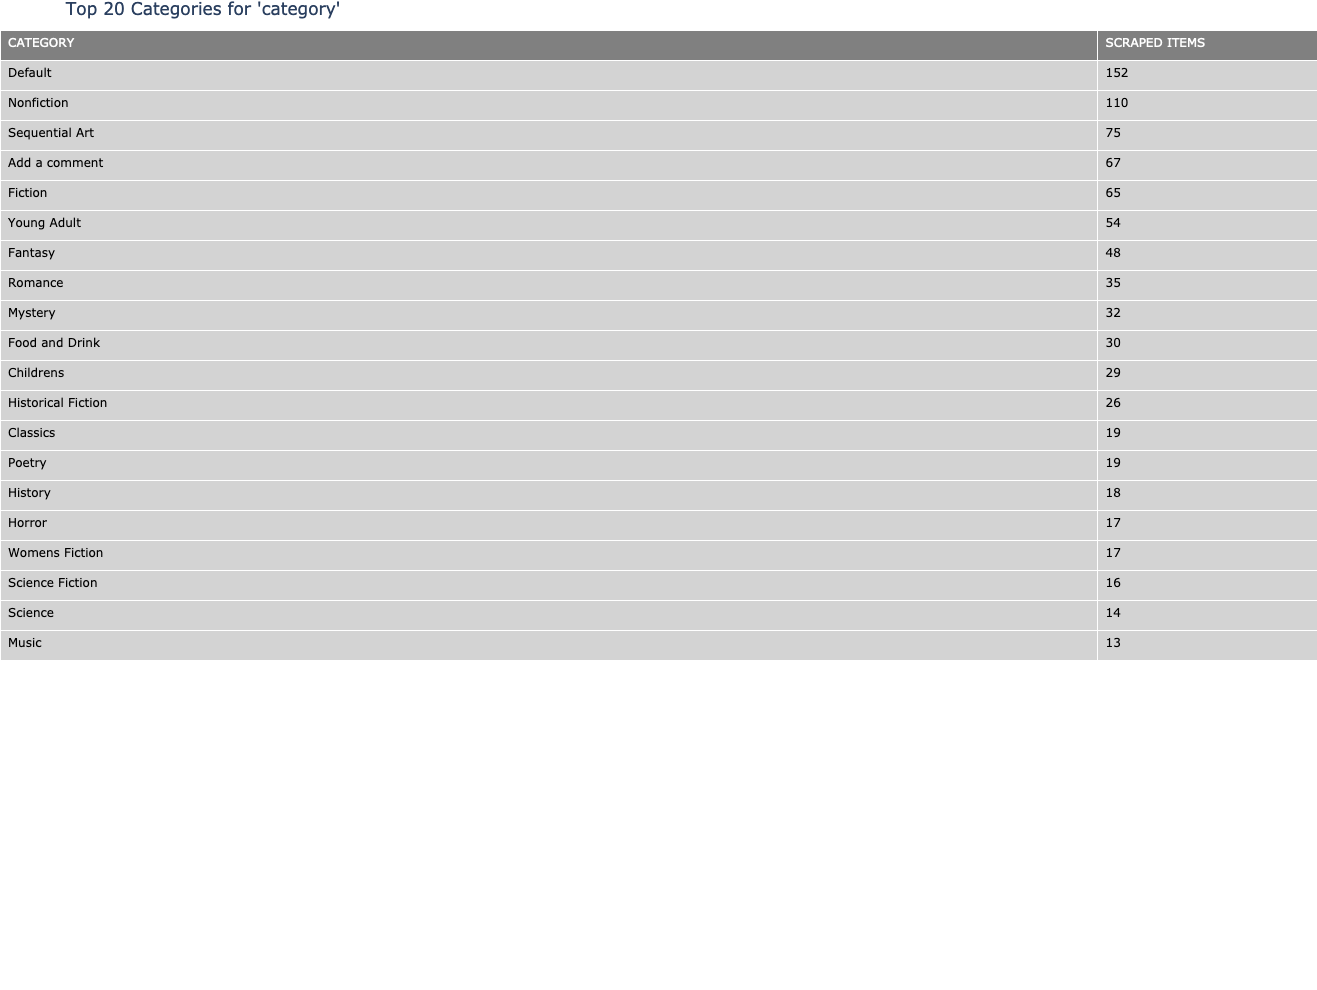 Top 20 Categories for 'category'
CATEGORY SCRAPED ITEMS
Default 152
Nonfiction 110
Sequential Art 75
Add a comment 67
Fiction 65
Young Adult 54
Fantasy 48
Romance 35
Mystery 32
Food and Drink 30
Childrens 29
Historical Fiction 26
Classics 19
Poetry 19
History 18
Horror 17
Womens Fiction 17
Science Fiction 16
Science 14
Music 13